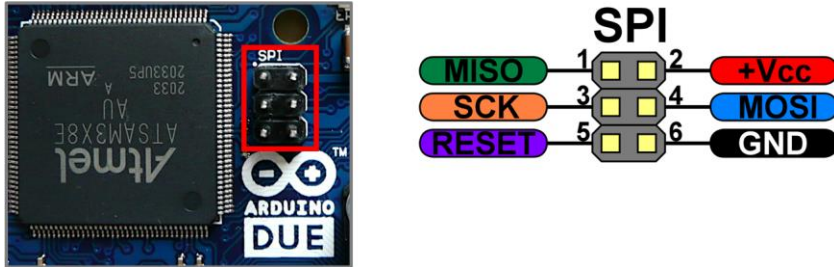 SPI
Atmel
ATSAM3X8E
AU
A ARM
2033
2033UP5
™
ARDUINO
DUE
SPI
1 2
MISO +Vcc
3 4
SCK MOSI
5 6
RESET GND